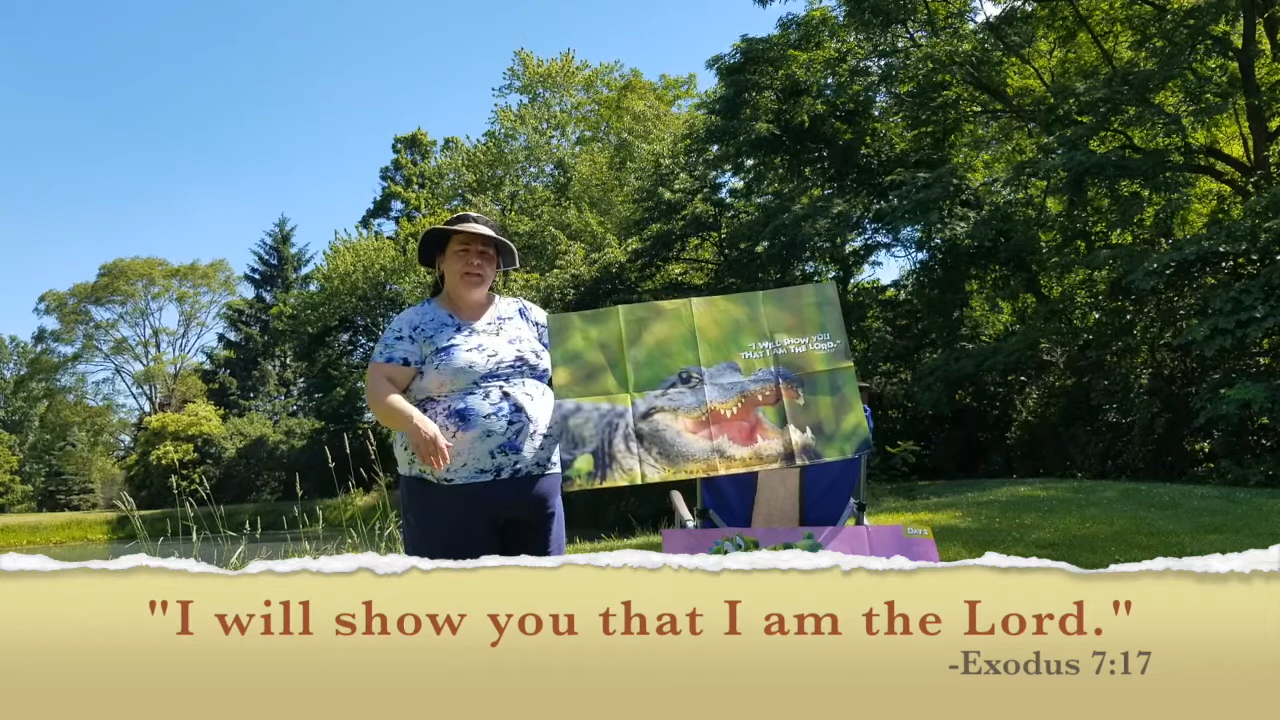 "I WILL SHOW YOU
THAT I AM THE LORD."
DAY 2
"I will show you that I am the Lord."
-Exodus 7:17